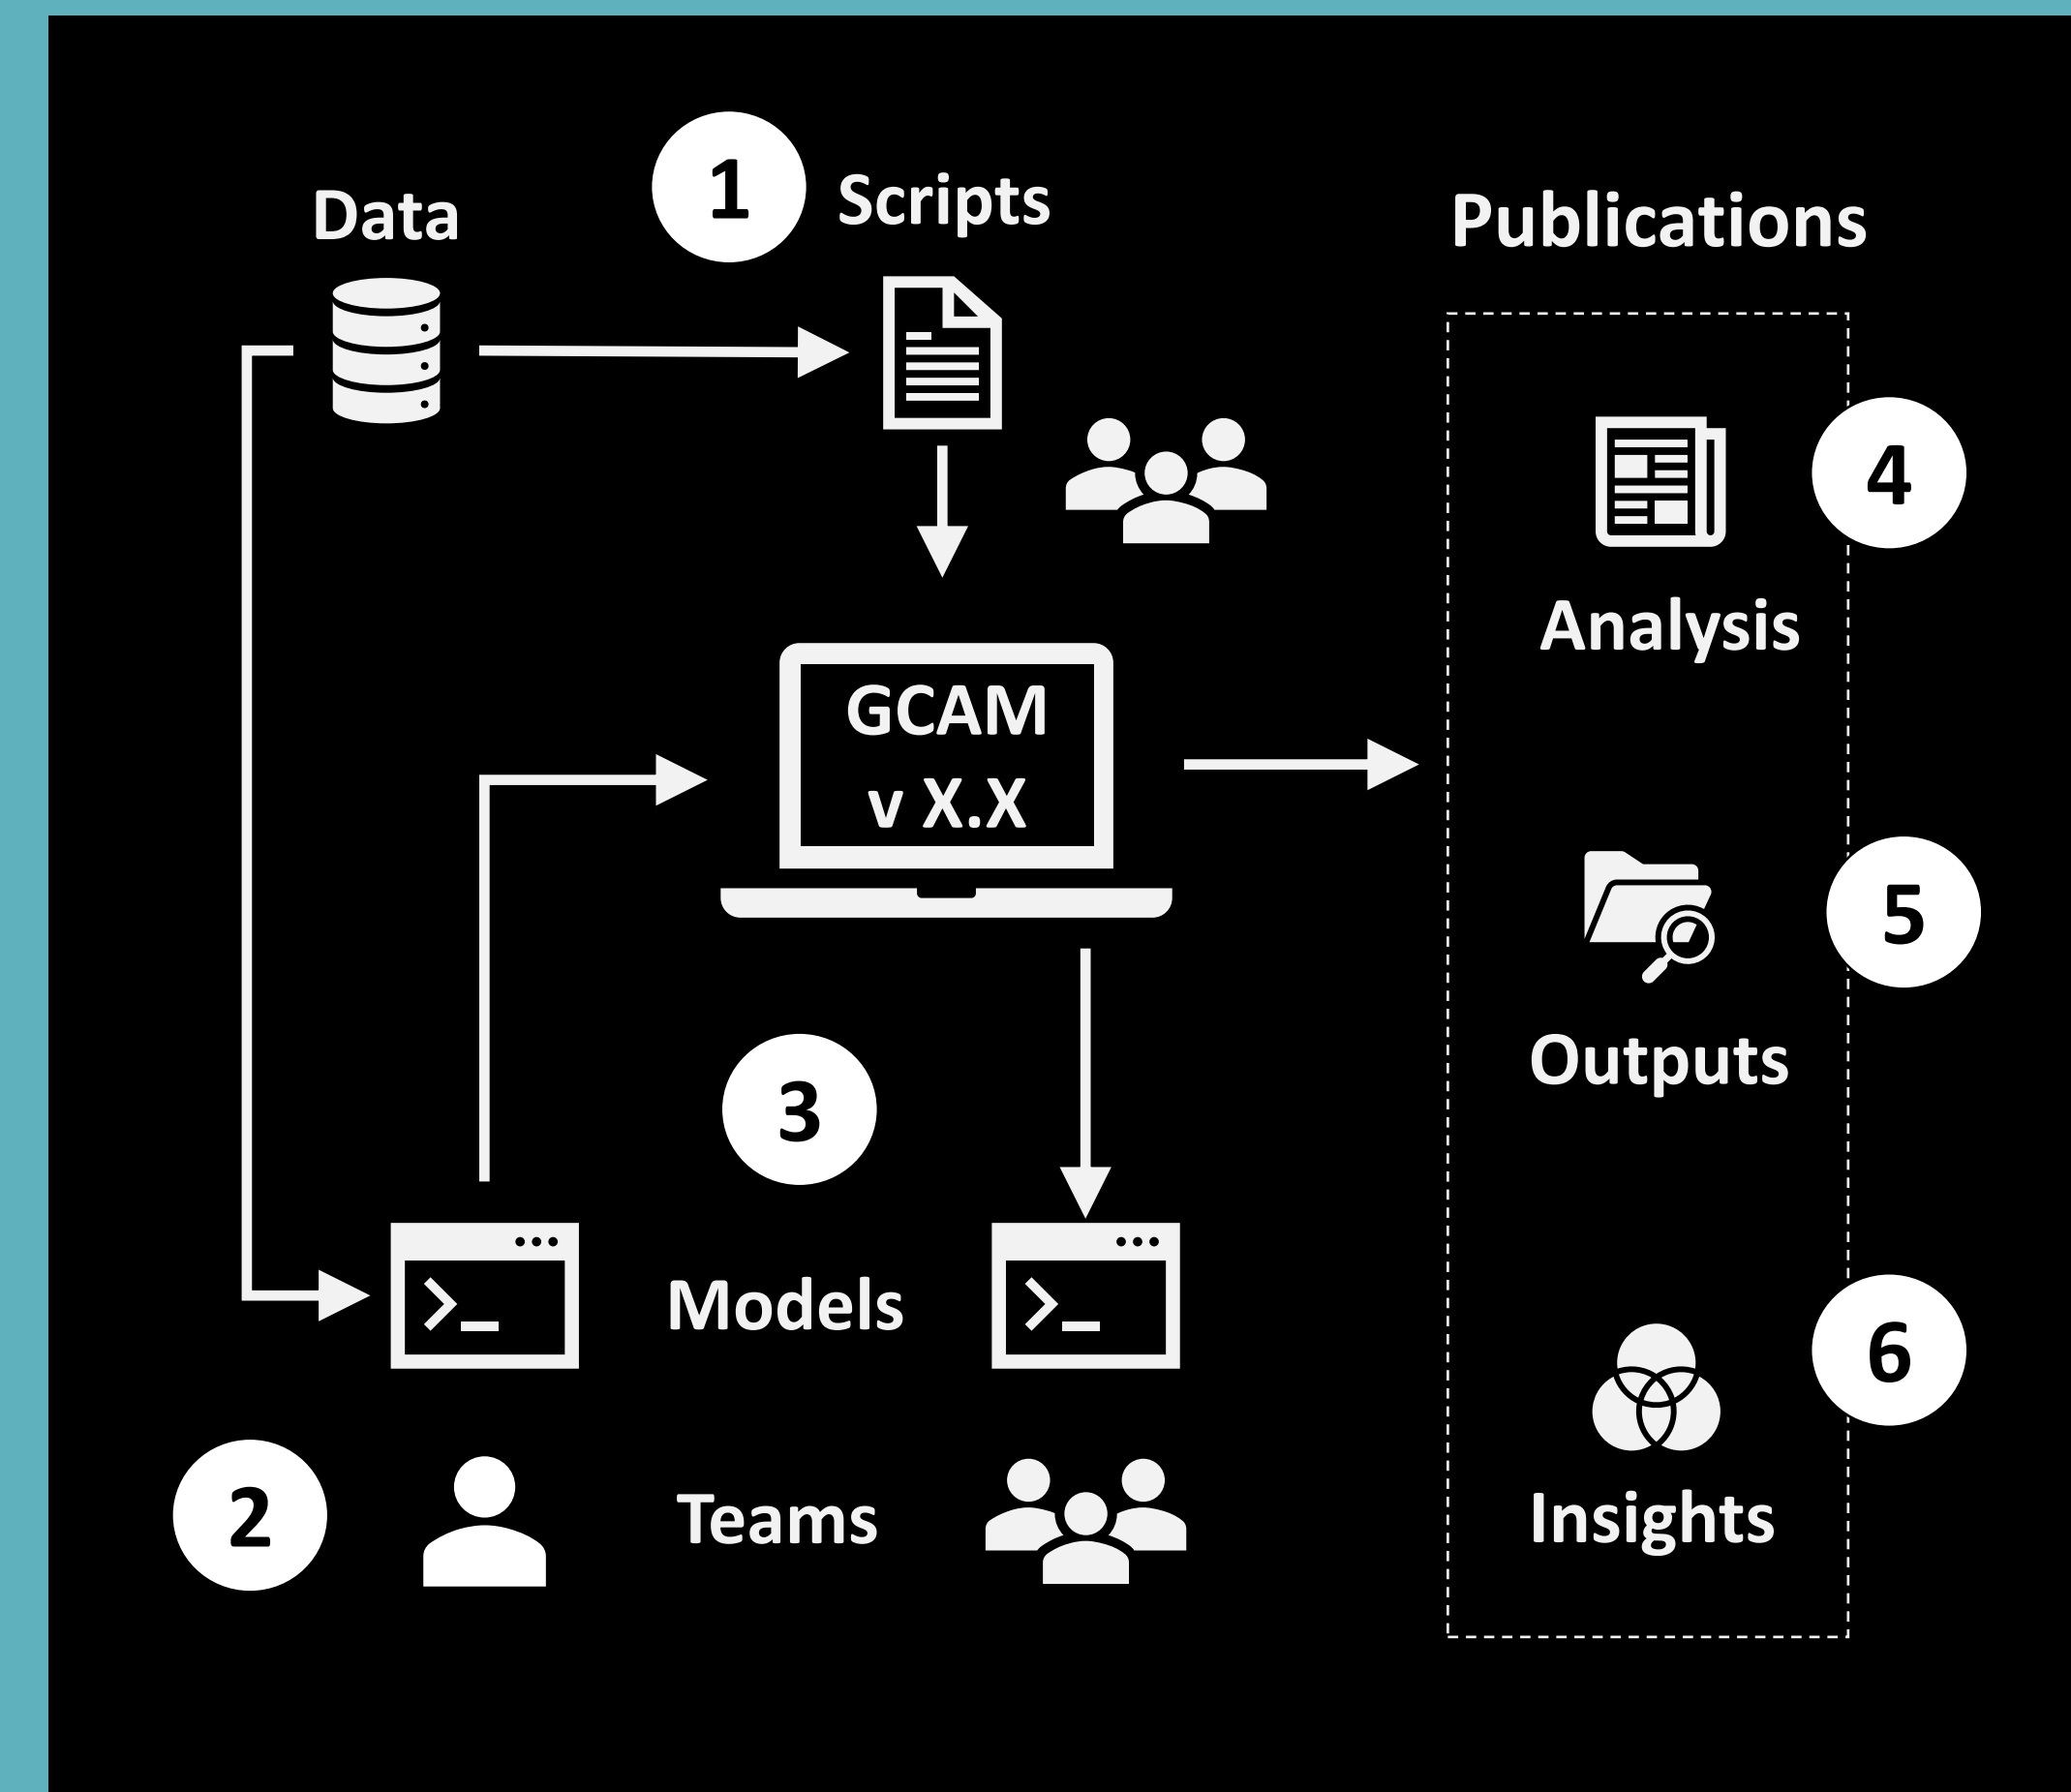 Data
1
Scripts
Publications
4
Analysis
GCAM
v X.X
5
Outputs
3
Models
6
2
Teams
Insights